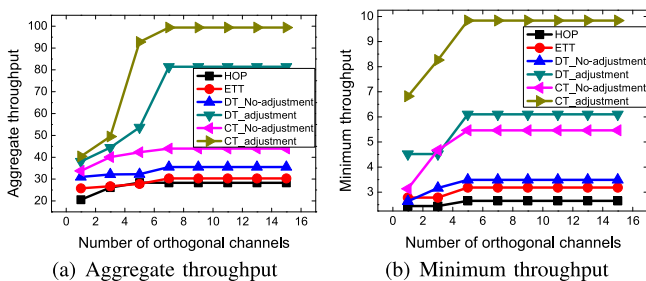 Aggregate throughput
100
90
80
70
60
50
40
30
20
0 2 4 6 8 10 12 14 16
Number of orthogonal channels
HOP
ETT
DT_No-adjustment
DT_adjustment
CT_No-adjustment
CT_adjustment
(a) Aggregate throughput
Minimum throughput
10
9
8
7
6
5
4
3
0 2 4 6 8 10 12 14 16
Number of orthogonal channels
HOP
ETT
DT_No-adjustment
DT_adjustment
CT_No-adjustment
CT_adjustment
(b) Minimum throughput